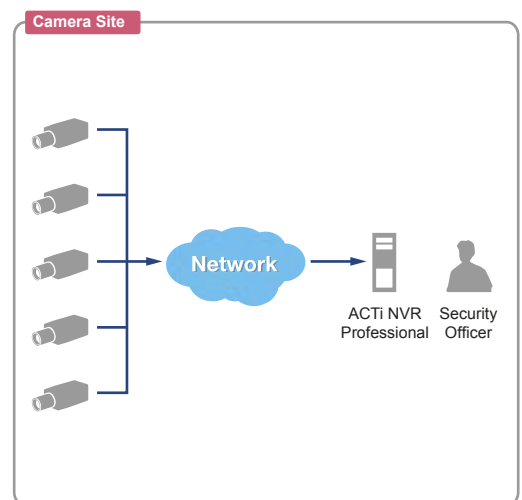 Camera Site
Network
ACTi NVR
Professional
Security
Officer